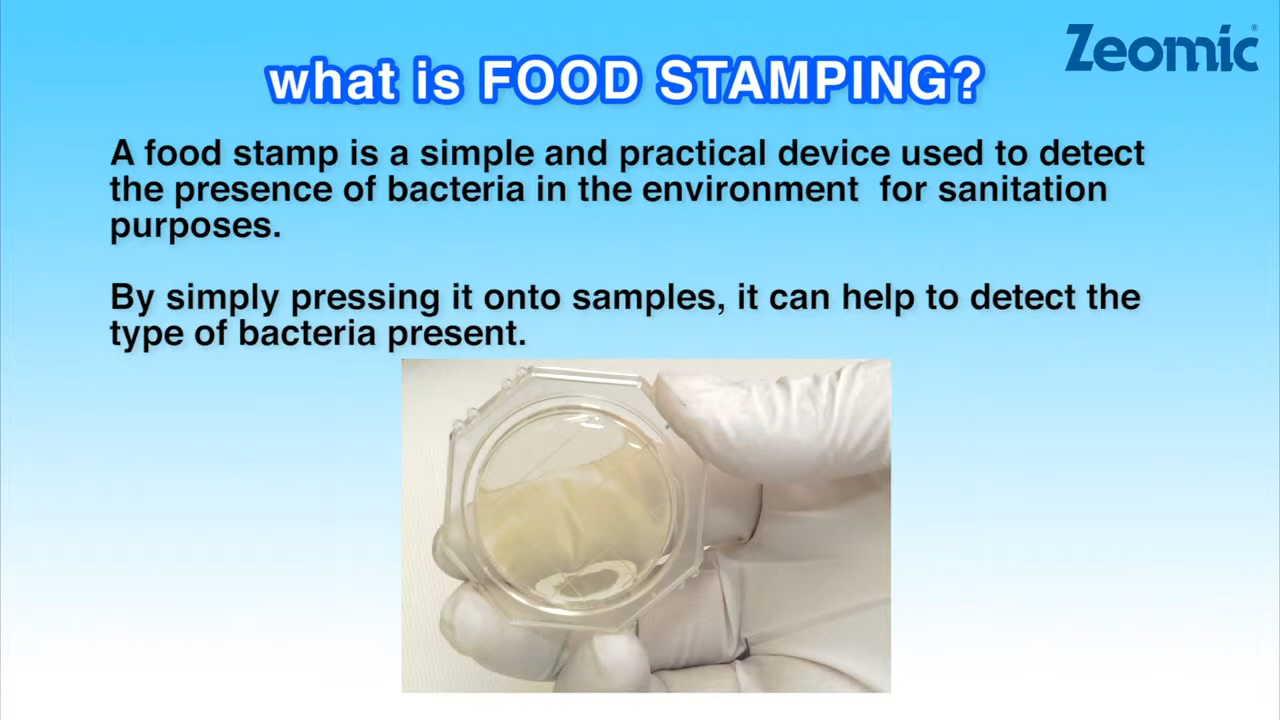 Zeomic®
what is FOOD STAMPING?
A food stamp is a simple and practical device used to detect
the presence of bacteria in the environment  for sanitation
purposes.
By simply pressing it onto samples, it can help to detect the
type of bacteria present.